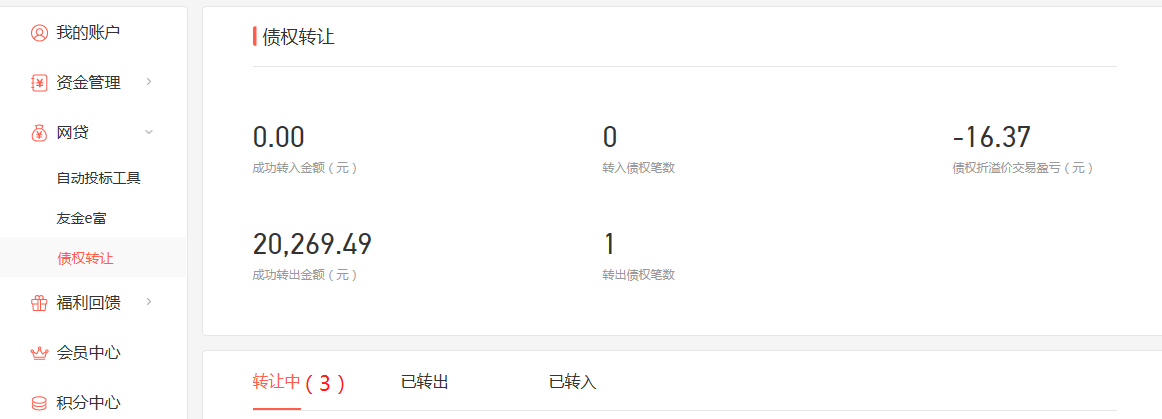 我的账户
资金管理
网贷
自动投标工具
友金e富
债权转让
福利回馈
会员中心
积分中心
债权转让
0.00
成功转入金额（元）
0
转入债权笔数
-16.37
债权折溢价交易盈亏（元）
20,269.49
成功转出金额（元）
1
转出债权笔数
转让中（3） 已转出 已转入